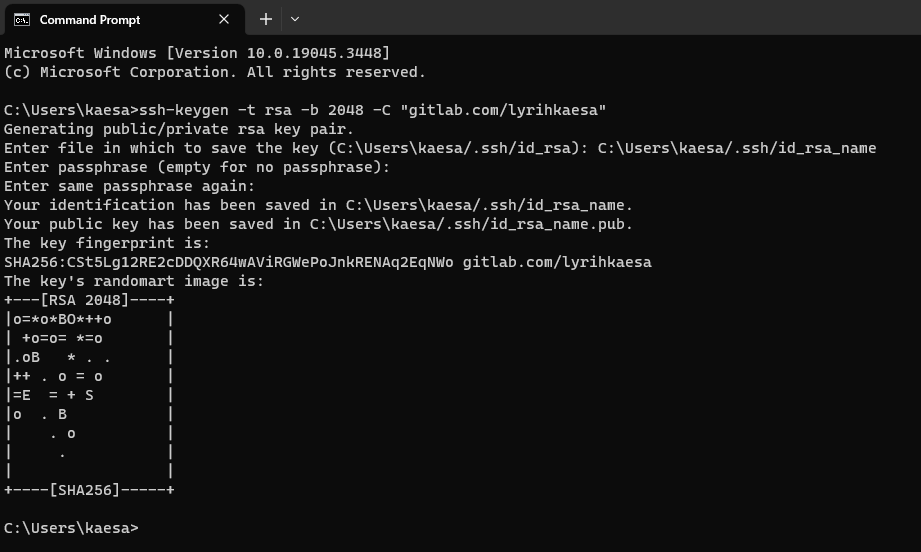 Command Prompt
Microsoft Windows [Version 10.0.19045.3448]
(c) Microsoft Corporation. All rights reserved.

C:\Users\kaesa>ssh-keygen -t rsa -b 2048 -C "gitlab.com/lyrihkaesa"
Generating public/private rsa key pair.
Enter file in which to save the key (C:\Users\kaesa/.ssh/id_rsa): C:\Users\kaesa/.ssh/id_rsa_name
Enter passphrase (empty for no passphrase):
Enter same passphrase again:
Your identification has been saved in C:\Users\kaesa/.ssh/id_rsa_name.
Your public key has been saved in C:\Users\kaesa/.ssh/id_rsa_name.pub.
The key fingerprint is:
SHA256:CSt5Lg12RE2cDDQXR64wAViRGWePoJnkRENAq2EqNWo gitlab.com/lyrihkaesa
The key's randomart image is:
+---[RSA 2048]----+
|o=*o*BO*++o      |
| +o=o= *=o       |
|.oB   * . .      |
|++ . o = o       |
|=E  = + S        |
|o  . B           |
|    . o          |
|     .           |
|                 |
+----[SHA256]-----+

C:\Users\kaesa>